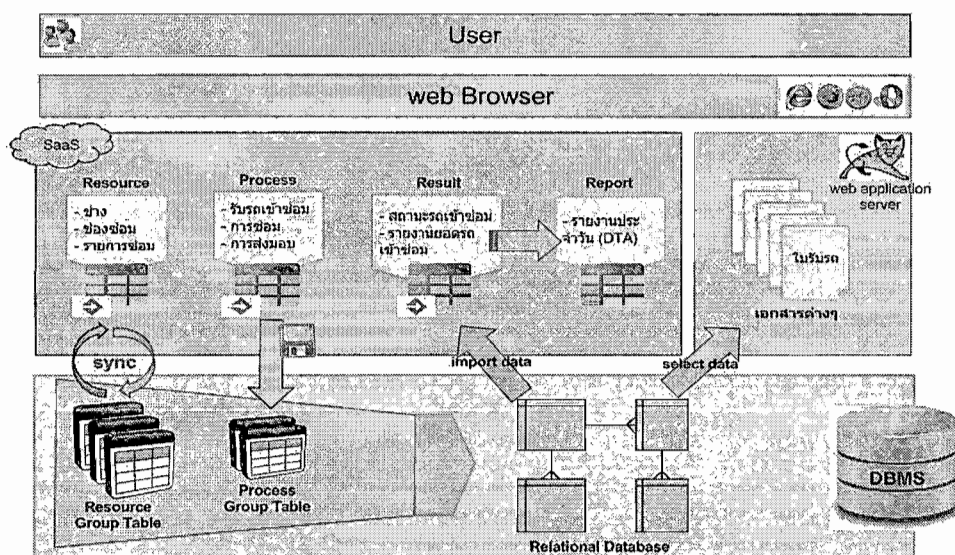 User
web Browser
SaaS
Resource
- ช่าง
- ช่องซ่อม
- รายการซ่อม
Process
- รับรถเข้าซ่อม
- การซ่อม
- การส่งมอบ
Result
- สถานะรถเข้าซ่อม
- รายงานยอดรถ
เข้าซ่อม
Report
- รายงานประ
จำวัน (DTA)
web application
server
ใบรับรถ
เอกสารต่างๆ
sync
import data
select data
Resource
Group Table
Process
Group Table
Relational Database
DBMS